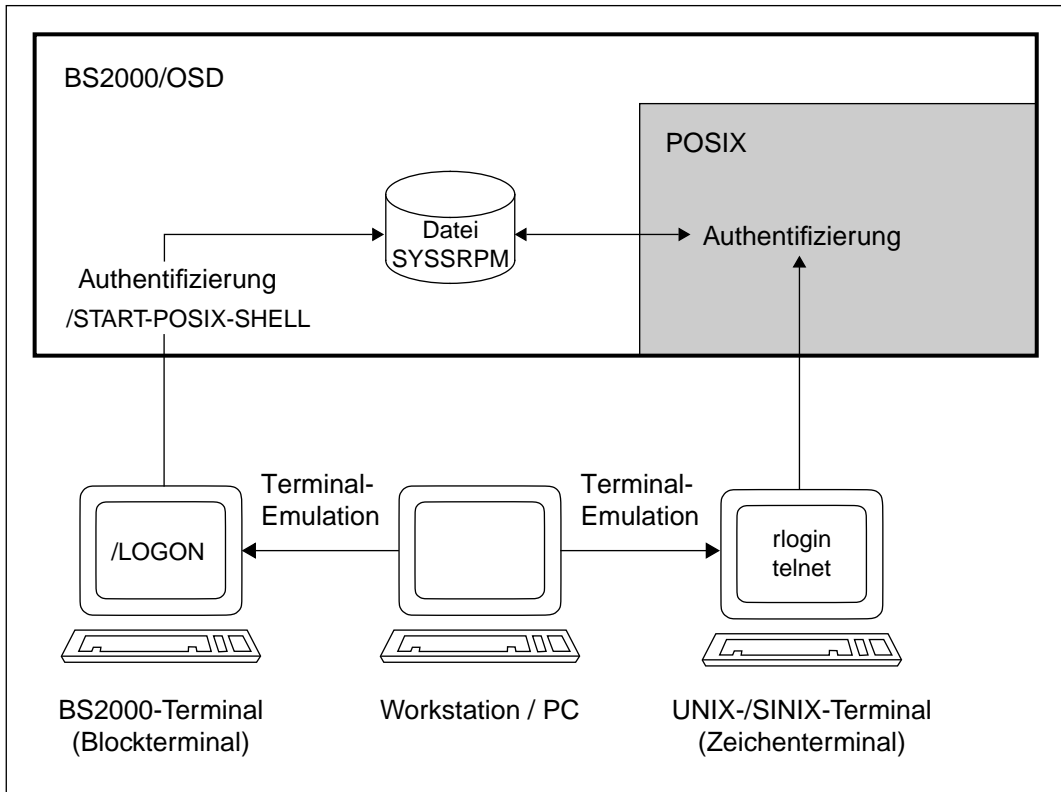 BS2000/OSD
POSIX
Datei
SYSSRPM
Authentifizierung
Authentifizierung
/START-POSIX-SHELL
Terminal-
Emulation
Terminal-
Emulation
/LOGON
rlogin
telnet
BS2000-Terminal
(Blockterminal)
Workstation / PC
UNIX-/SINIX-Terminal
(Zeichenterminal)